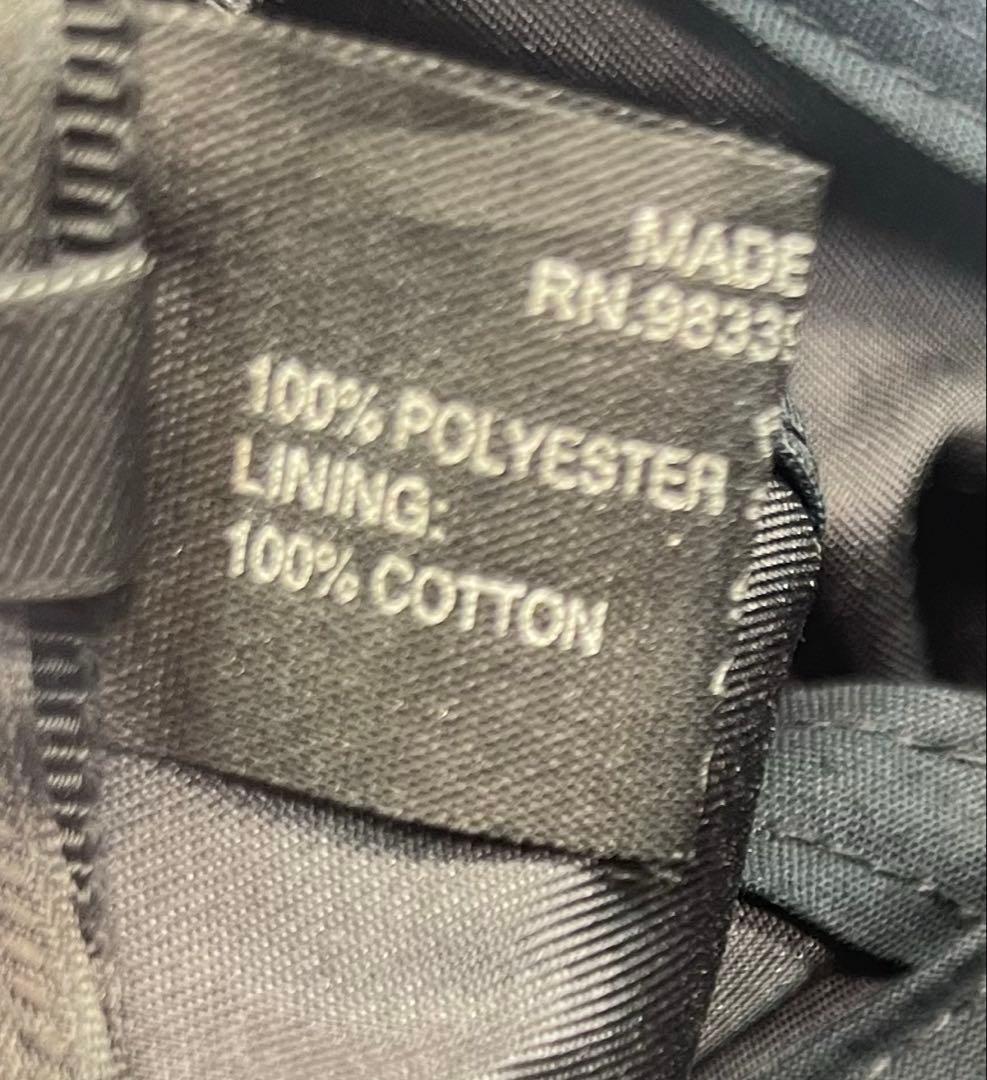 MADE
RN.9833
100% POLYESTER
LINING:
100% COTTON